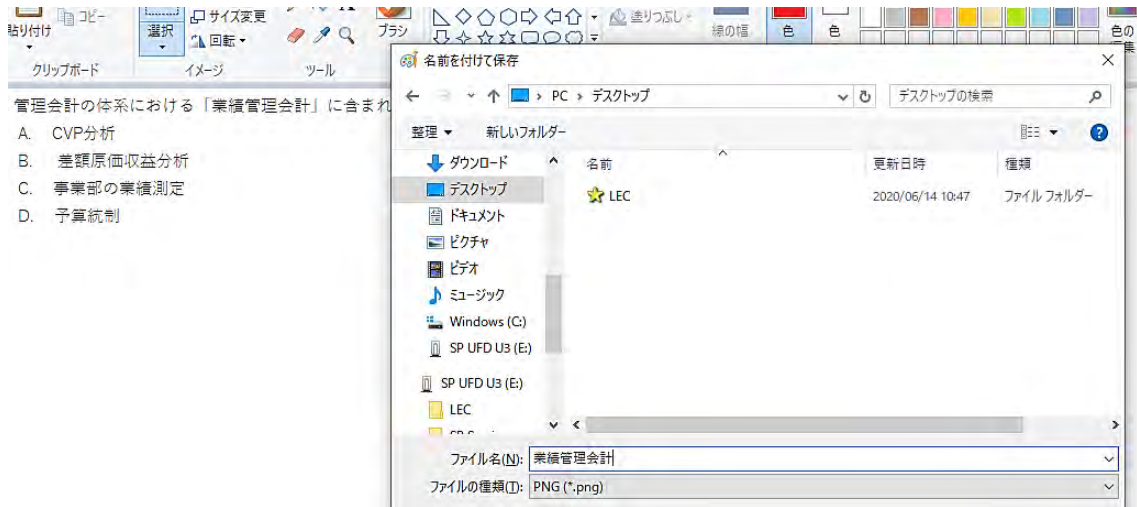 コピー
サイズ変更
貼り付け
選択
回転
ブラシ
塗りつぶし
線の幅
色
色
色の
編集
クリップボード
イメージ
ツール
管理会計の体系における「業績管理会計」に含まれ
A. CVP分析
B. 差額原価収益分析
C. 事業部の業績測定
D. 予算統制
名前を付けて保存
PC > デスクトップ
デスクトップの検索
整理
新しいフォルダー
ダウンロード
デスクトップ
ドキュメント
ピクチャ
ビデオ
ミュージック
Windows (C:)
SP UFD U3 (E:)
SP UFD U3 (E:)
LEC
名前
更新日時
種類
LEC
2020/06/14 10:47
ファイル フォルダー
ファイル名(N): 業績管理会計
ファイルの種類(T): PNG (*.png)